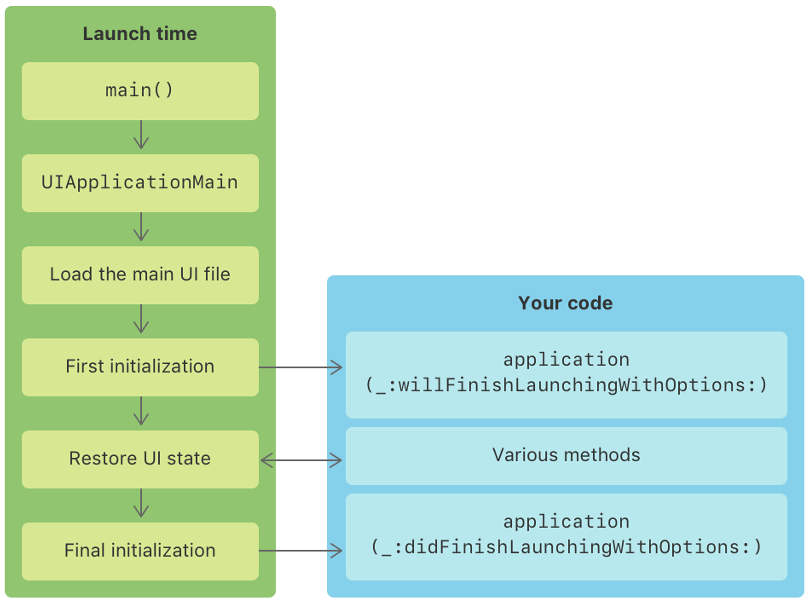 Launch time
main()
UIApplicationMain
Load the main UI file
First initialization
Restore UI state
Final initialization
Your code
application
(_:willFinishLaunchingWithOptions:)
Various methods
application
(_:didFinishLaunchingWithOptions:)